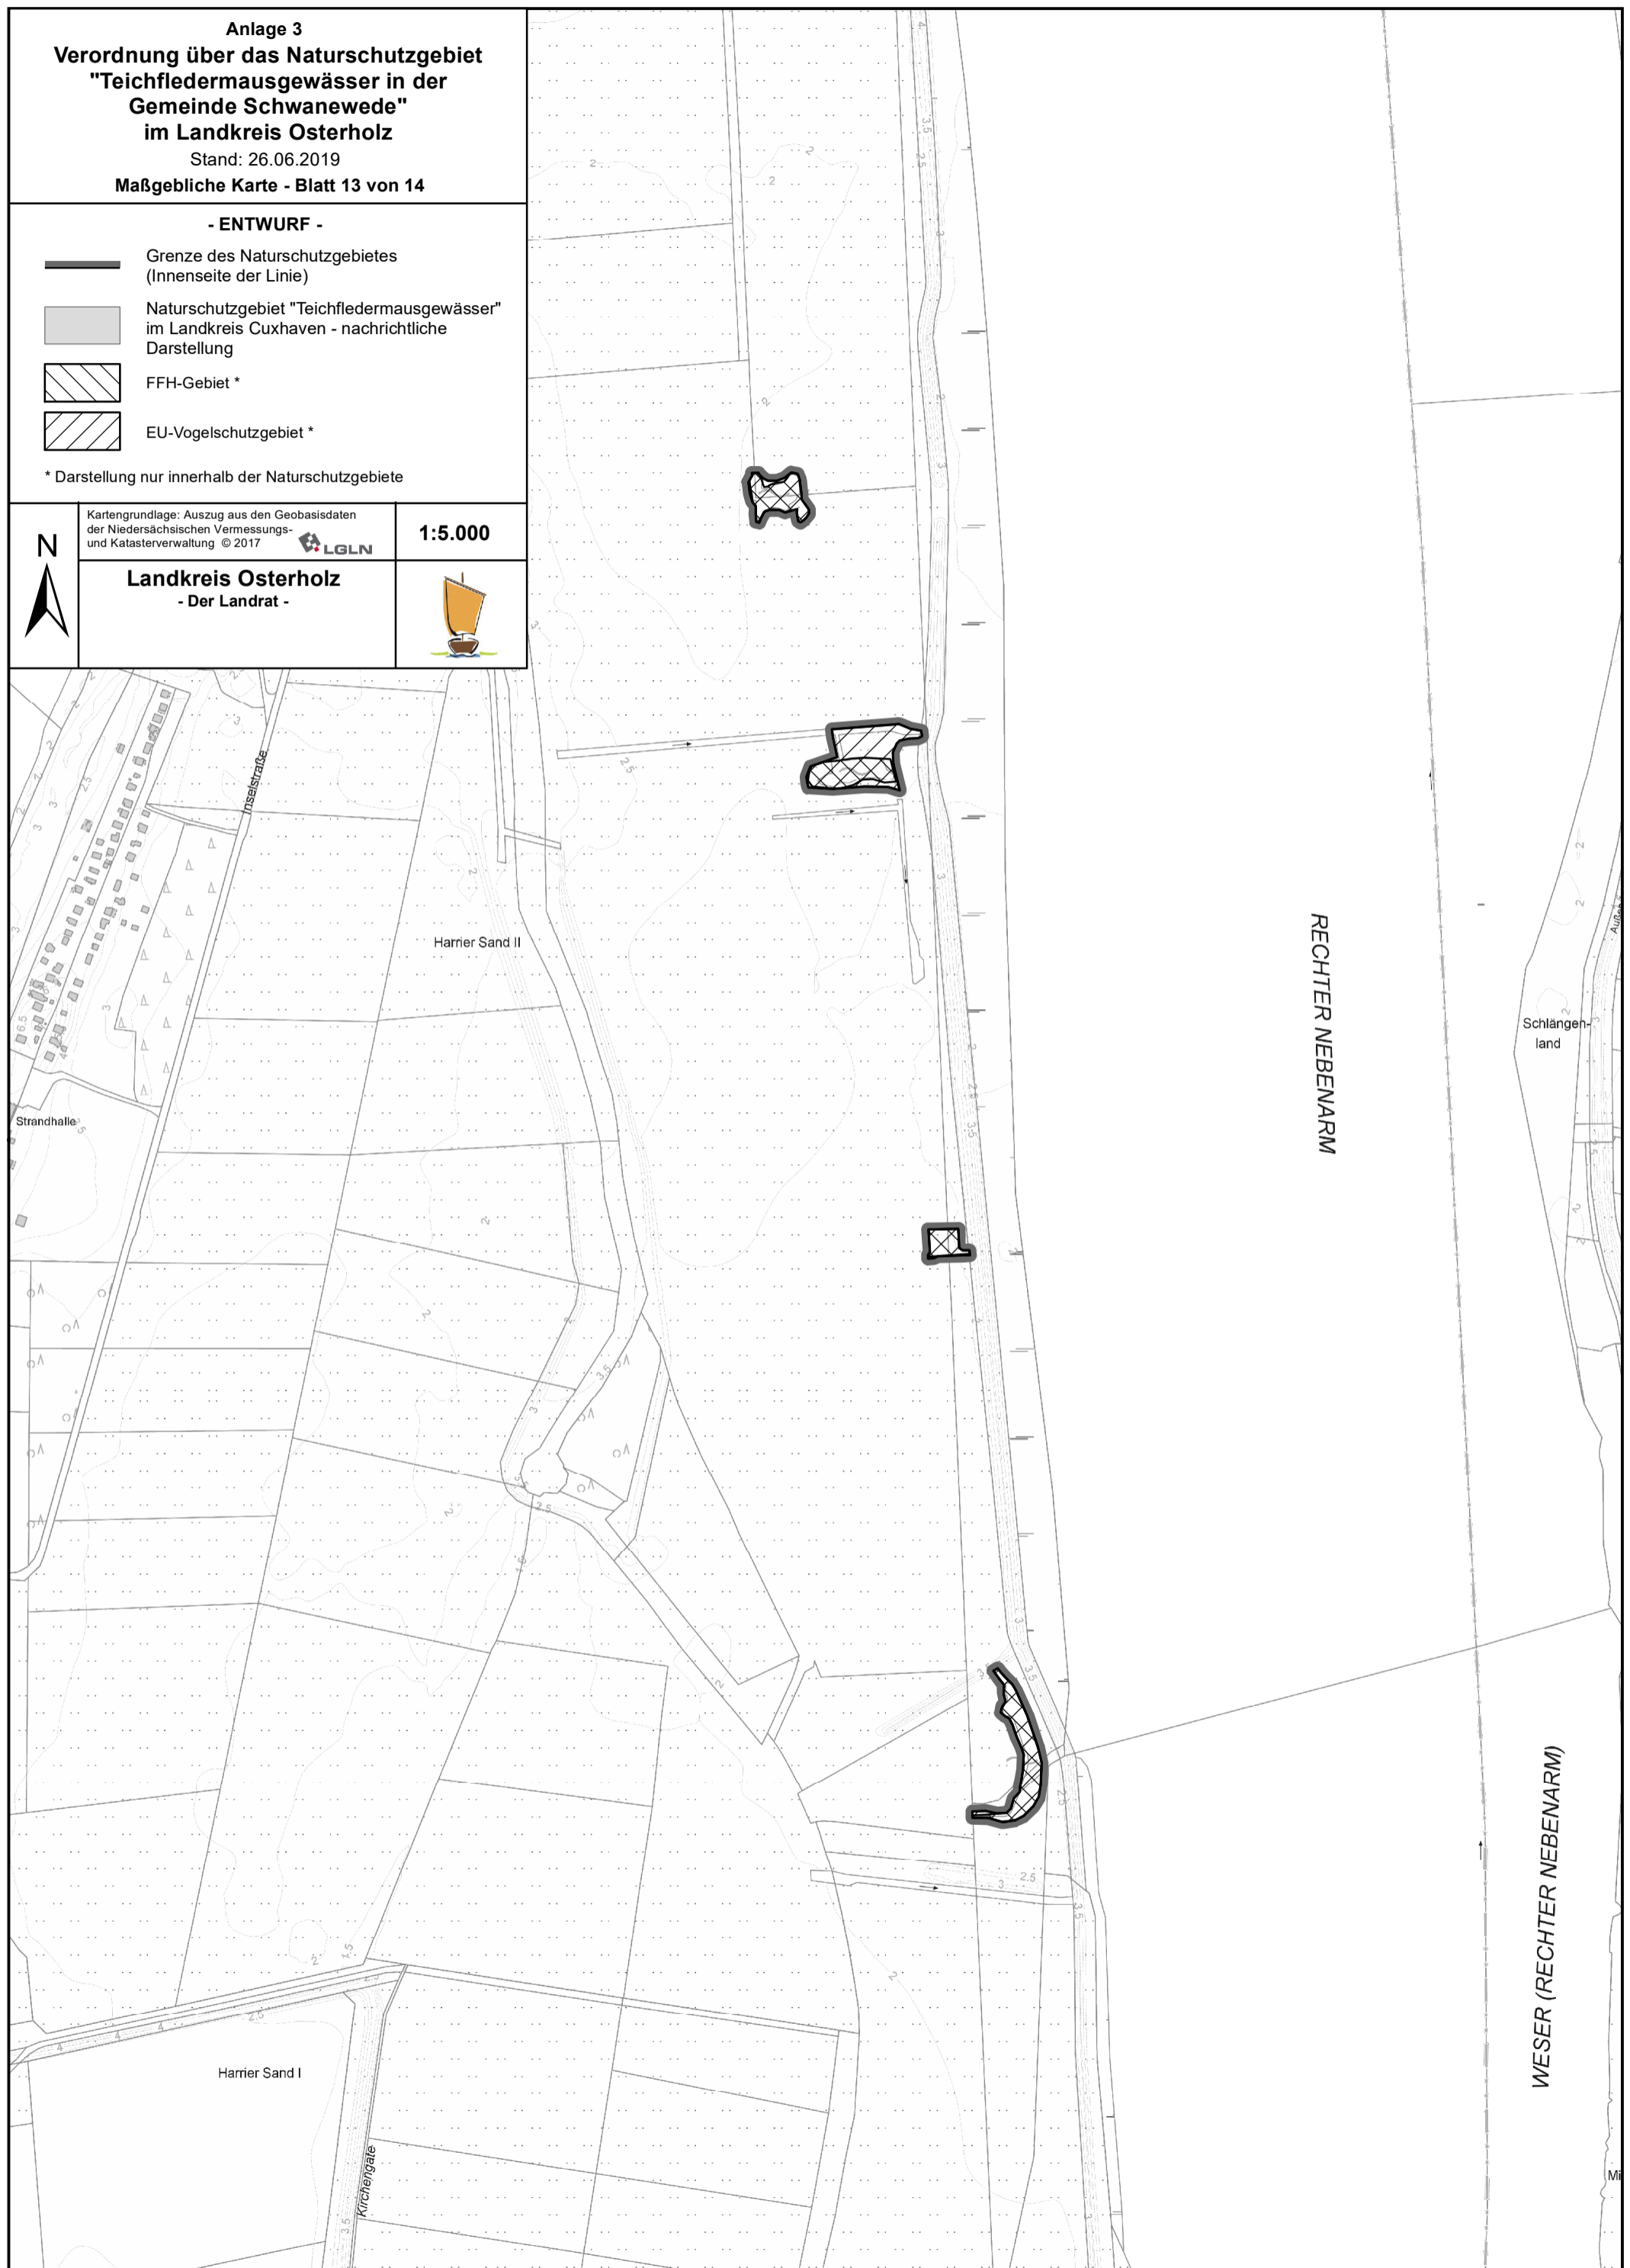 Anlage 3
Verordnung über das Naturschutzgebiet
"Teichfledermausgewässer in der
Gemeinde Schwanewede"
im Landkreis Osterholz
Stand: 26.06.2019
Maßgebliche Karte - Blatt 13 von 14
- ENTWURF -
Grenze des Naturschutzgebietes
(Innenseite der Linie)
Naturschutzgebiet "Teichfledermausgewässer"
im Landkreis Cuxhaven - nachrichtliche
Darstellung
FFH-Gebiet *
EU-Vogelschutzgebiet *
* Darstellung nur innerhalb der Naturschutzgebiete
N
Kartengrundlage: Auszug aus den Geobasisdaten
der Niedersächsischen Vermessungs-
und Katasterverwaltung © 2017
LGLN
1:5.000
Landkreis Osterholz
- Der Landrat -
Inselstraße
Harrier Sand II
RECHTER NEBENARM
Schlängen-
land
Strandhalle
WESER (RECHTER NEBENARM)
Harrier Sand I
Kirchengate